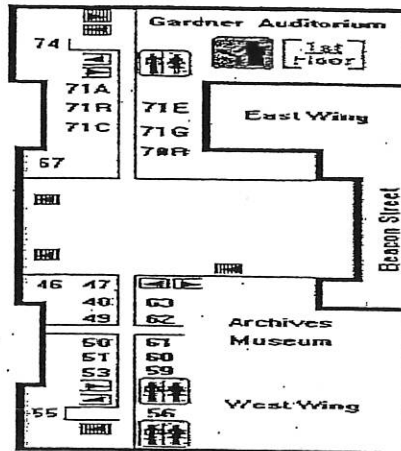 Gardner Auditorium
74
1st
Floor
71A
71B
71C
71E
71G
East Wing
67
Beacon Street
46 47
48
49
63
62
Archives
Museum
50
51
53
61
60
59
55
56
West Wing